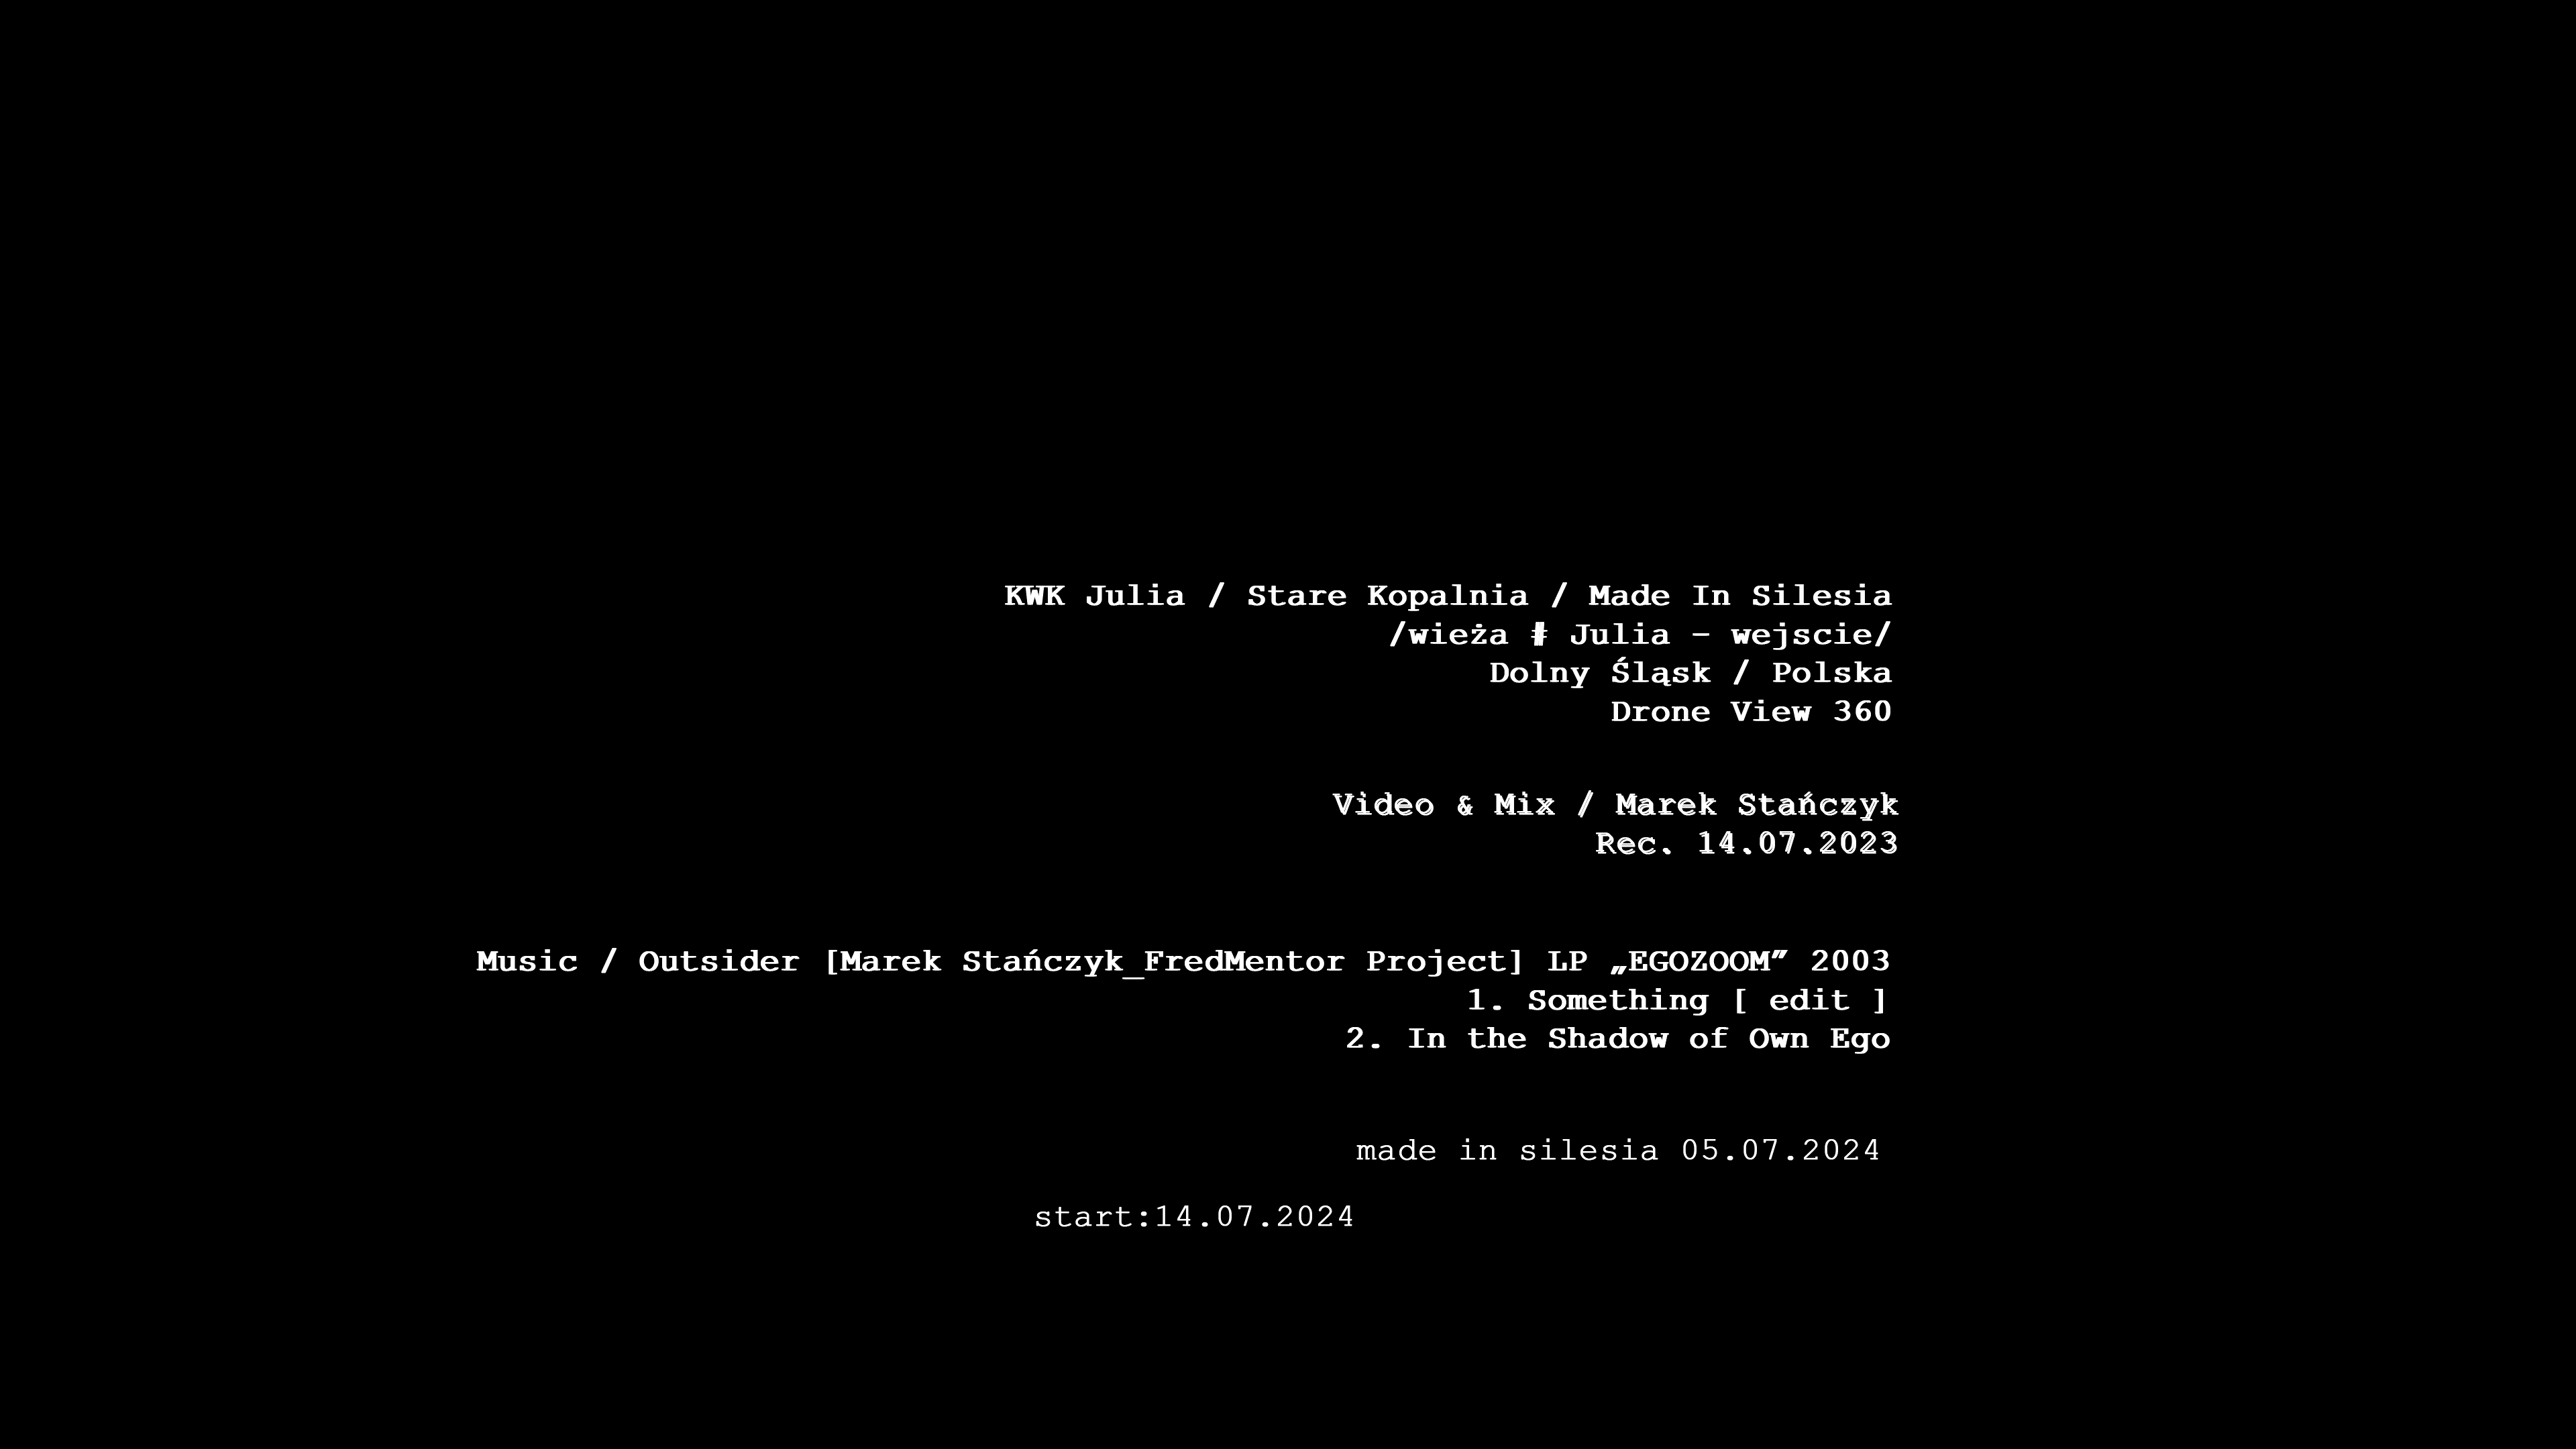 KWK Julia / Stare Kopalnia / Made In Silesia
/wieża # Julia – wejscie/
Dolny Śląsk / Polska
Drone View 360
Video & Mix / Marek Stańczyk
Rec. 14.07.2023
Music / Outsider [Marek Stańczyk_FredMentor Project] LP „EGOZOOM” 2003
1. Something [ edit ]
2. In the Shadow of Own Ego
made in silesia 05.07.2024
start:14.07.2024